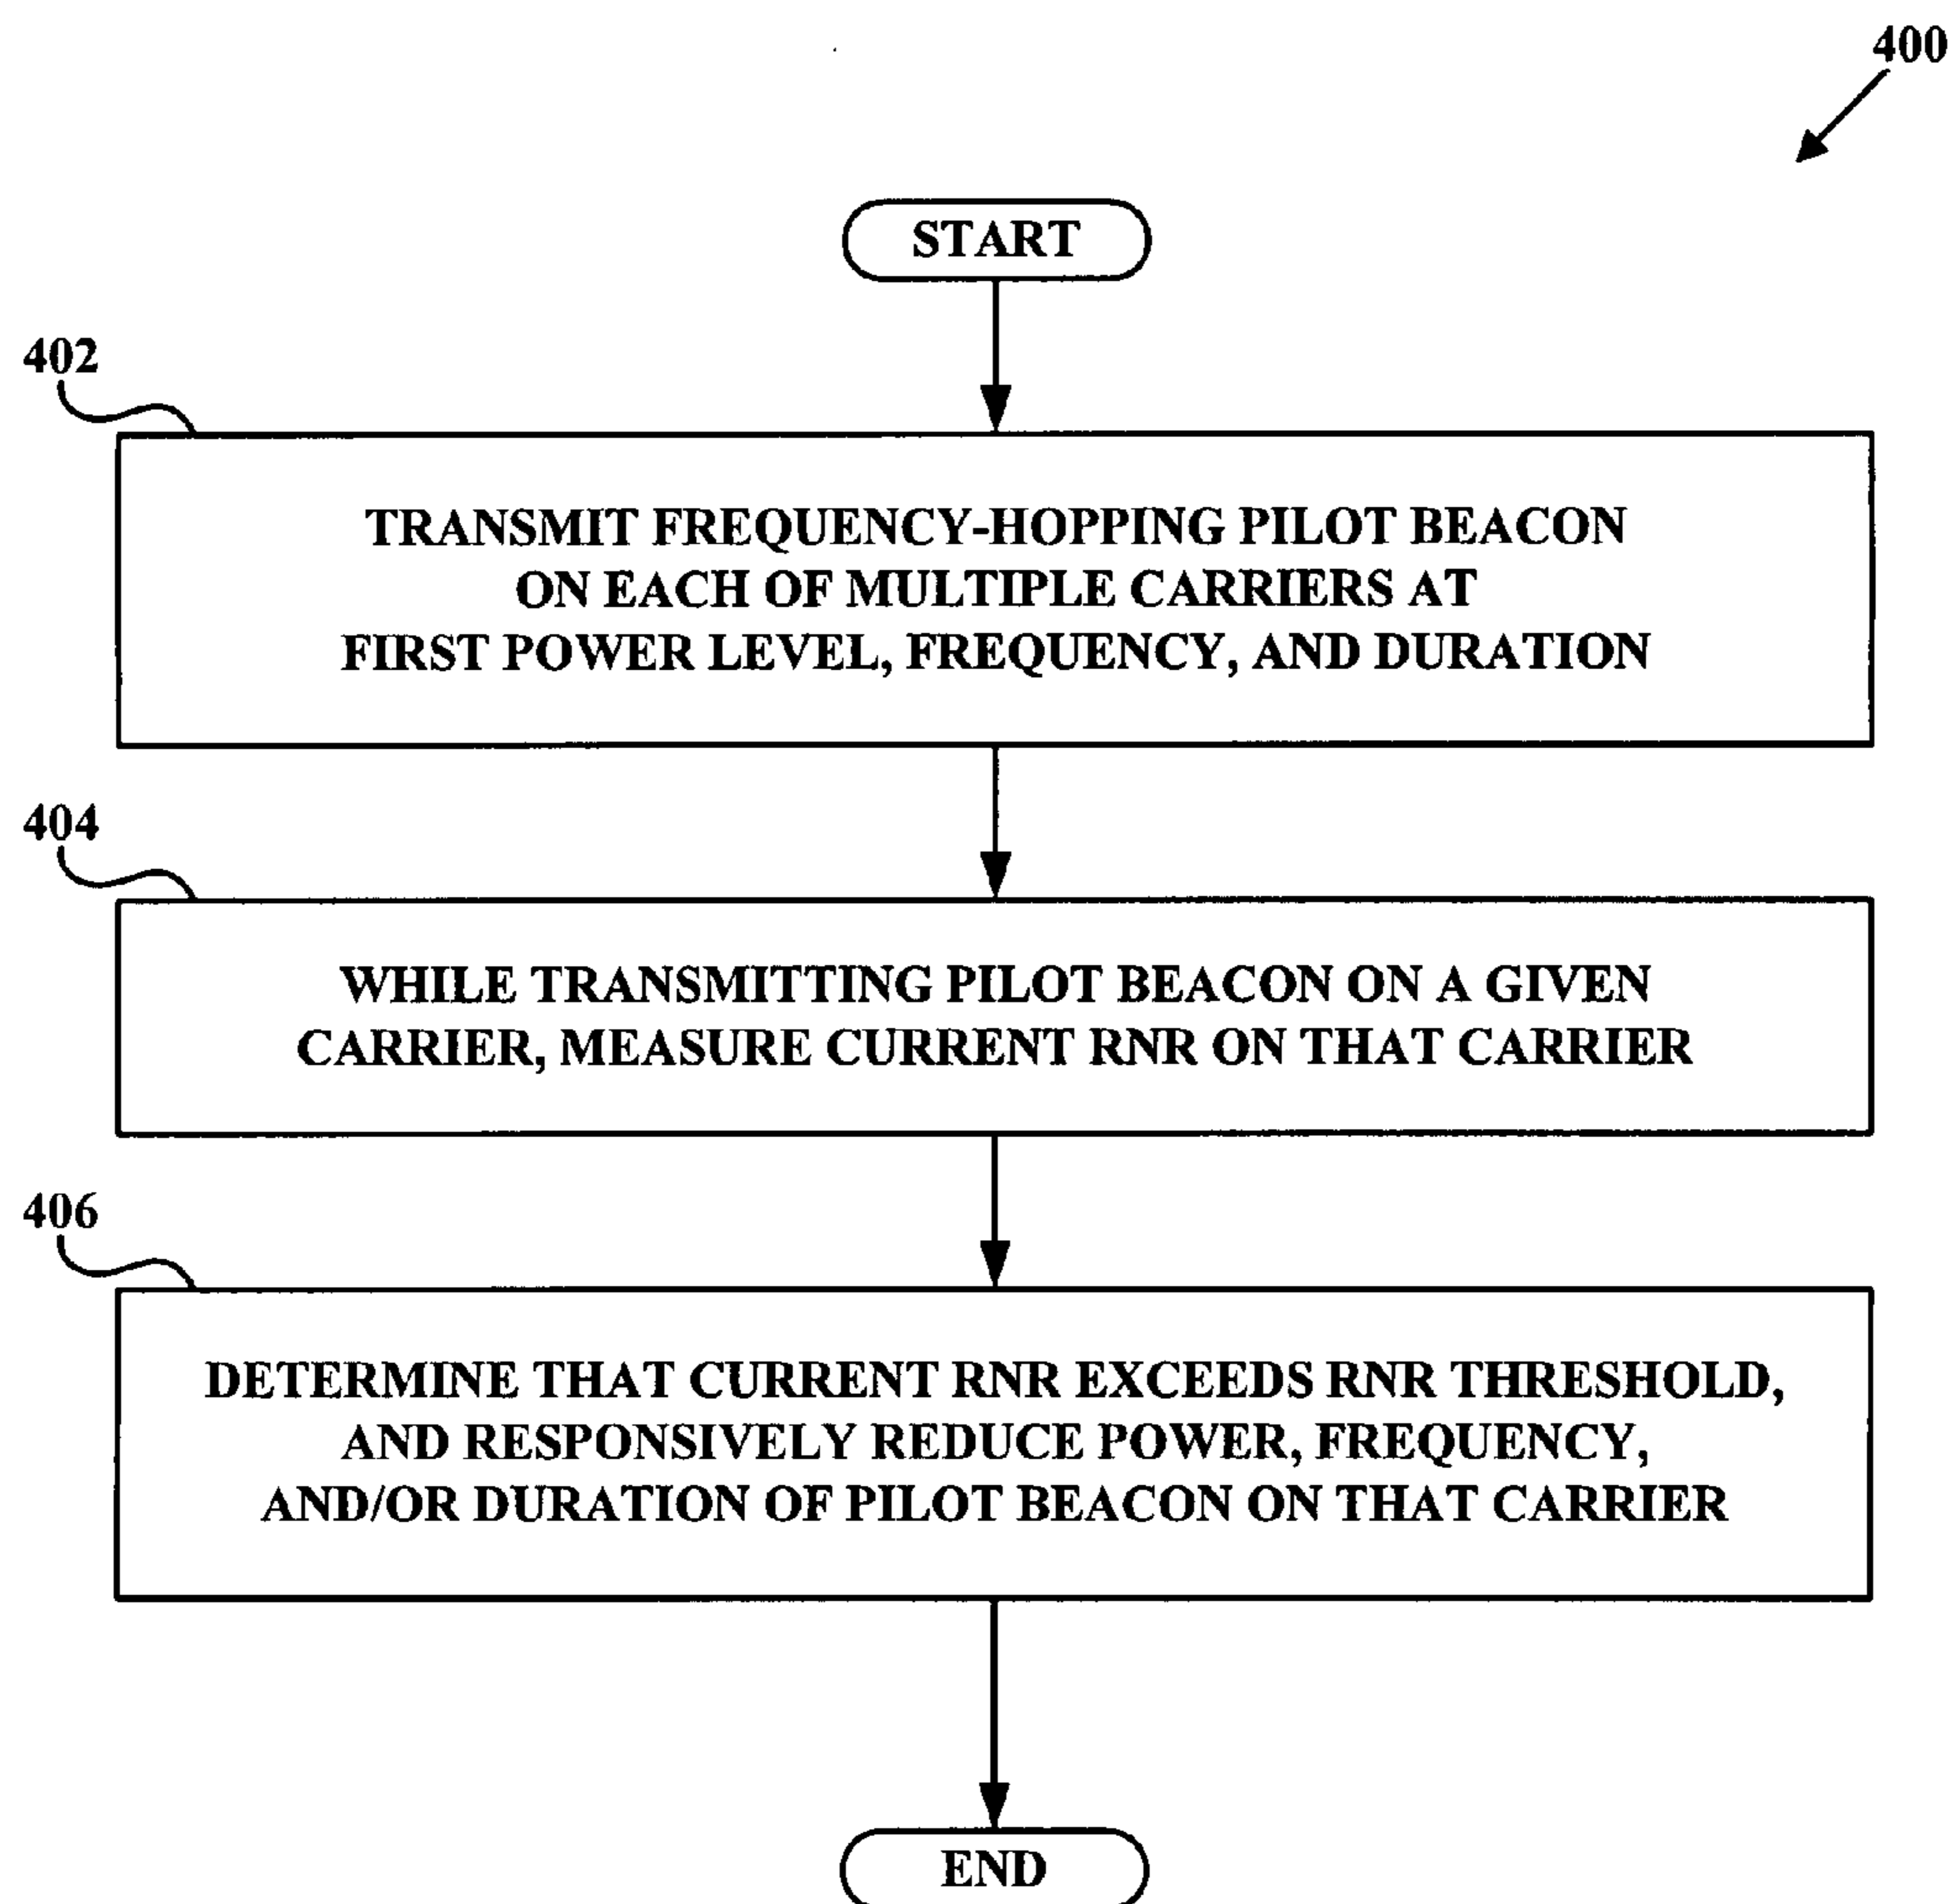 400
START
402
TRANSMIT FREQUENCY-HOPPING PILOT BEACON
ON EACH OF MULTIPLE CARRIERS AT
FIRST POWER LEVEL, FREQUENCY, AND DURATION
404
WHILE TRANSMITTING PILOT BEACON ON A GIVEN
CARRIER, MEASURE CURRENT RNR ON THAT CARRIER
406
DETERMINE THAT CURRENT RNR EXCEEDS RNR THRESHOLD,
AND RESPONSIVELY REDUCE POWER, FREQUENCY,
AND/OR DURATION OF PILOT BEACON ON THAT CARRIER
END